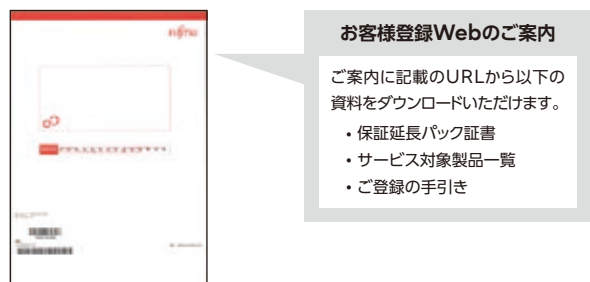 FUJITSU
お客様登録Webのご案内
ご案内に記載のURLから以下の
資料をダウンロードいただけます。
・保証延長パック証書
・サービス対象製品一覧
・ご登録の手引き